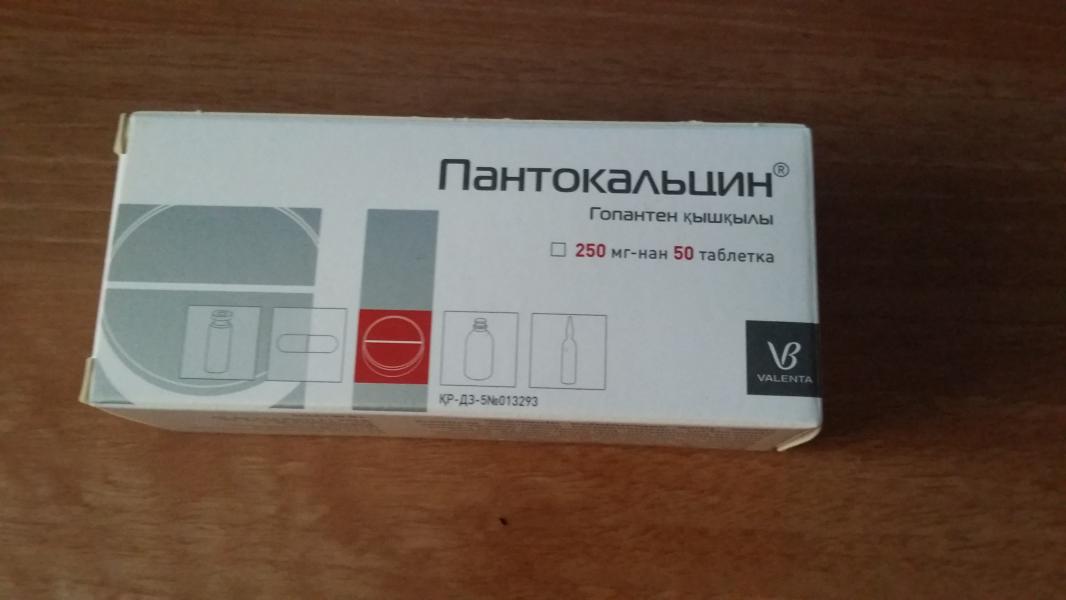 Пантокальцин®
Гопантен қышқылы
250 мг-нан 50 таблетка
VALENTA
ҚР-ДЗ-5№013293